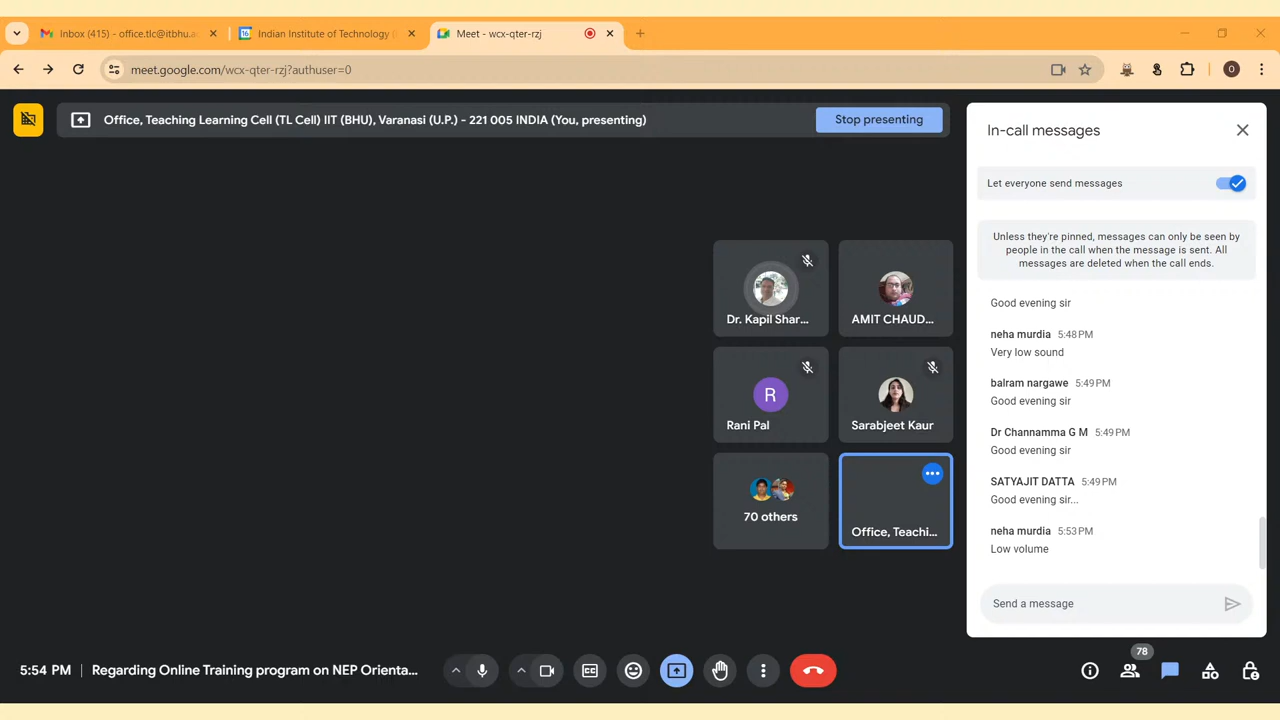 Inbox (415) - office.tlc@itbhu.a
Indian Institute of Technology (
Meet - wcx-qter-rzj
meet.google.com/wcx-qter-rzj?authuser=0
O
Office, Teaching Learning Cell (TL Cell) IIT (BHU), Varanasi (U.P.) - 221 005 INDIA (You, presenting)
Stop presenting
Dr. Kapil Shar...
AMIT CHAUD...
R
Rani Pal
Sarabjeet Kaur
70 others
Office, Teachi...
In-call messages
Let everyone send messages
Unless they're pinned, messages can only be seen by
people in the call when the message is sent. All
messages are deleted when the call ends.
Good evening sir
neha murdia 5:48 PM
Very low sound
balram nargawe 5:49 PM
Good evening sir
Dr Channamma G M 5:49 PM
Good evening sir
SATYAJIT DATTA 5:49 PM
Good evening sir...
neha murdia 5:53 PM
Low volume
Send a message
5:54 PM | Regarding Online Training program on NEP Orienta...
78